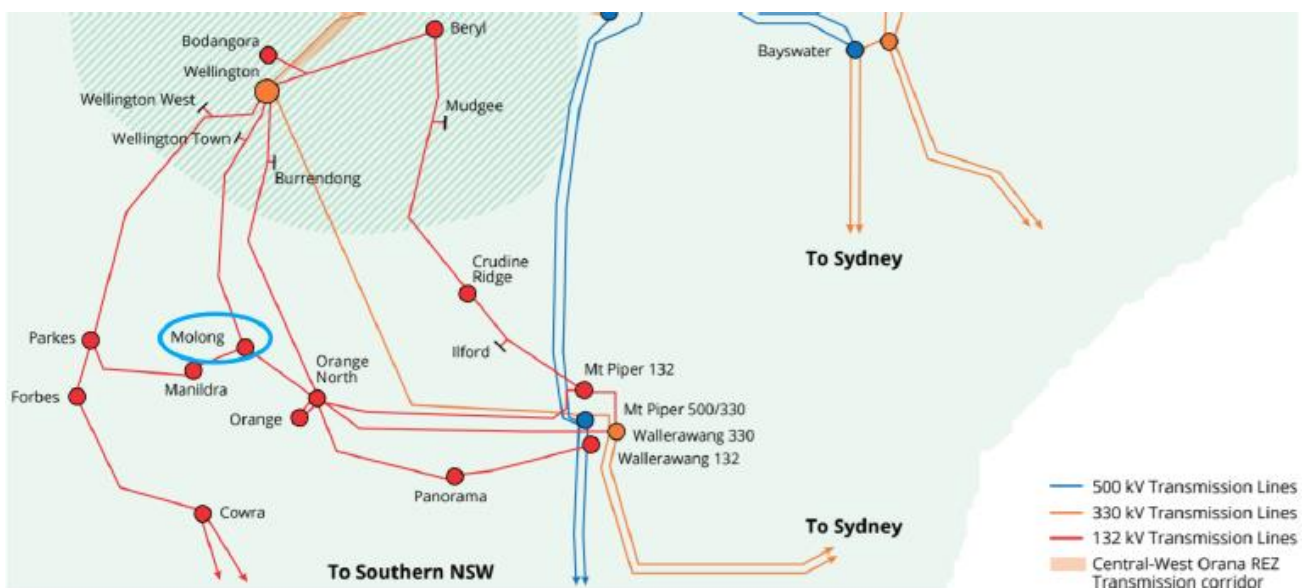 Beryl
Bodangora
Wellington
Bayswater
Wellington West
Mudgee
Wellington Town
Burrendong
To Sydney
Crudine
Ridge
Parkes
Molong
Ilford
Orange
North
Manildra
Mt Piper 132
Forbes
Mt Piper 500/330
Orange
Wallerawang 330
Wallerawang 132
Panorama
500 kV Transmission Lines
330 kV Transmission Lines
Cowra
To Sydney
132 kV Transmission Lines
To Southern NSW
Central-West Orana REZ
Transmission corridor